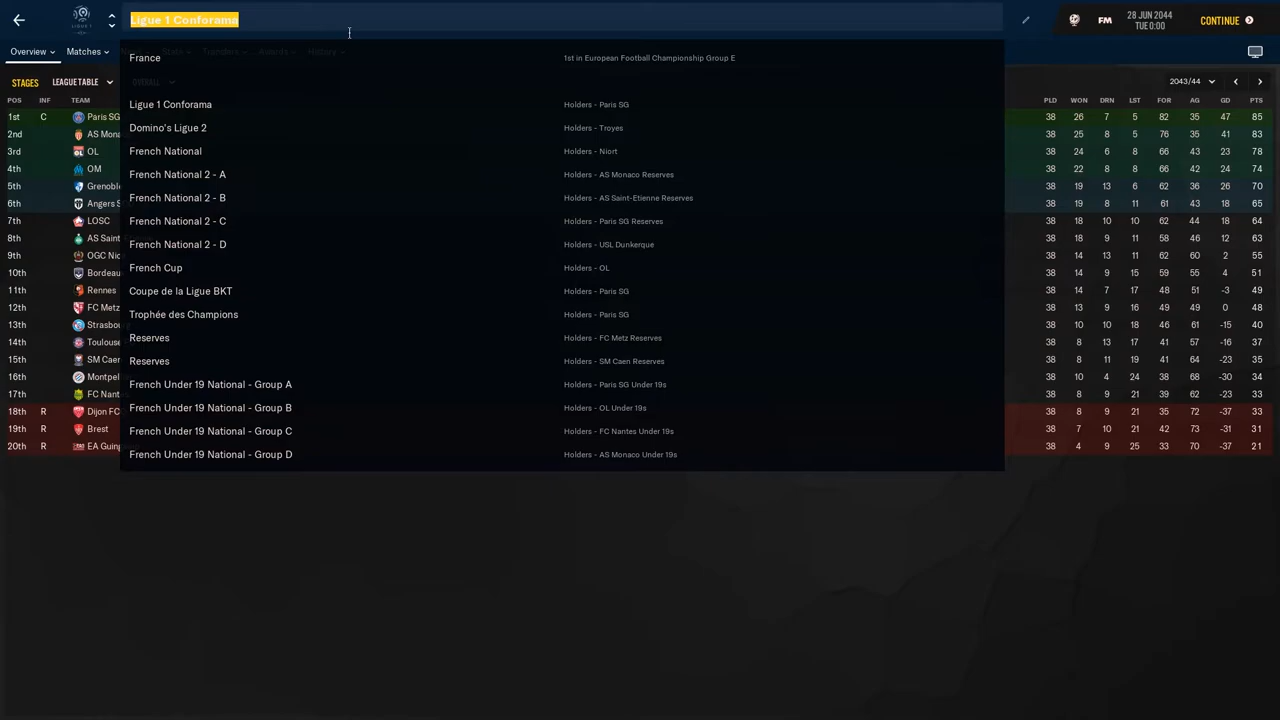 Ligue 1 Conforama
FM 28 JUN 2044 TUE 0:00 CONTINUE
Overview Matches Stats Transfers Awards History
France 1st in European Football Championship Group E
STAGES LEAGUE TABLE OVERALL 2043/44
POS INF TEAM PLD WON DRN LST FOR AG GD PTS
Ligue 1 Conforama Holders - Paris SG
Domino's Ligue 2 Holders - Troyes
French National Holders - Niort
French National 2 - A Holders - AS Monaco Reserves
French National 2 - B Holders - AS Saint-Etienne Reserves
French National 2 - C Holders - Paris SG Reserves
French National 2 - D Holders - USL Dunkerque
French Cup Holders - OL
Coupe de la Ligue BKT Holders - Paris SG
Trophée des Champions Holders - Paris SG
Reserves Holders - FC Metz Reserves
Reserves Holders - SM Caen Reserves
French Under 19 National - Group A Holders - Paris SG Under 19s
French Under 19 National - Group B Holders - OL Under 19s
French Under 19 National - Group C Holders - FC Nantes Under 19s
French Under 19 National - Group D Holders - AS Monaco Under 19s
1st C Paris SG 38 26 7 5 82 35 47 85
2nd AS Mona 38 25 8 5 76 35 41 83
3rd OL 38 24 6 8 66 43 23 78
4th OM 38 23 5 10 66 42 24 74
5th Grenobl 38 19 13 6 62 36 26 70
6th Angers S 38 19 8 11 61 43 18 65
7th LOSC 38 18 10 10 62 44 18 64
8th AS Saint 38 18 9 11 58 46 12 63
9th OGC Nic 38 14 13 11 62 60 2 55
10th Bordeau 38 14 9 15 59 55 4 51
11th Rennes 38 14 7 17 48 51 -3 49
12th FC Metz 38 13 9 16 49 49 0 48
13th Strasbou 38 10 10 18 46 61 -15 40
14th Toulouse 38 8 13 17 41 57 -16 37
15th SM Caen 38 8 11 19 41 64 -23 35
16th Montpel 38 10 4 24 38 68 -30 34
17th FC Nant 38 8 9 21 39 62 -23 33
18th R Dijon FC 38 8 9 21 35 72 -37 33
19th R Brest 38 7 10 21 42 73 -31 31
20th R EA Guin 38 4 9 25 33 70 -37 21